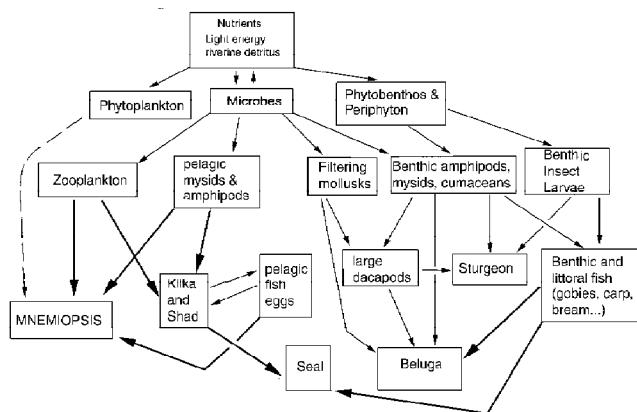 Nutrients
Light energy
riverine detritus
Phytoplankton
Microbes
Phytobenthos &
Periphyton
Zooplankton
pelagic
mysids &
amphipods
Filtering
mollusks
Benthic amphipods,
mysids, cumaceans
Benthic
Insect
Larvae
MNEMIOPSIS
Kilka
and
Shad
pelagic
fish
eggs
large
dacapods
Sturgeon
Benthic and
littoral fish
(gobies, carp,
bream...)
Seal
Beluga